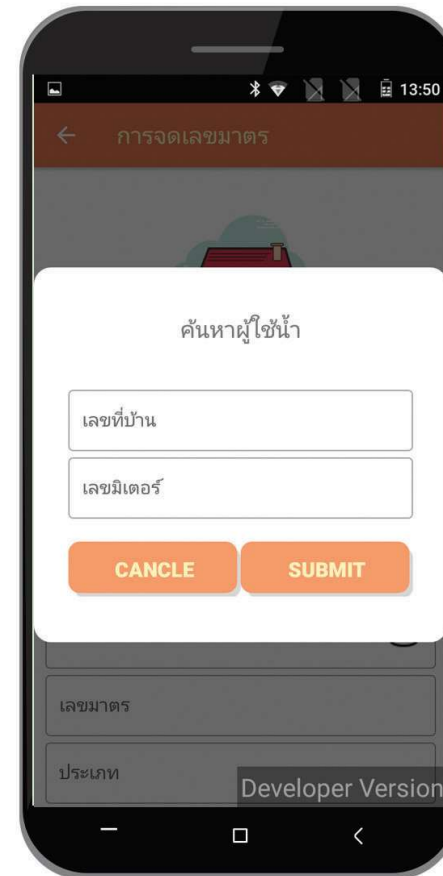 13:50
การจดเลขมาตร
ค้นหาผู้ใช้น้ำ
เลขที่บ้าน
เลขมิเตอร์
CANCLE SUBMIT
เลขมาตร
ประเภท
Developer Version